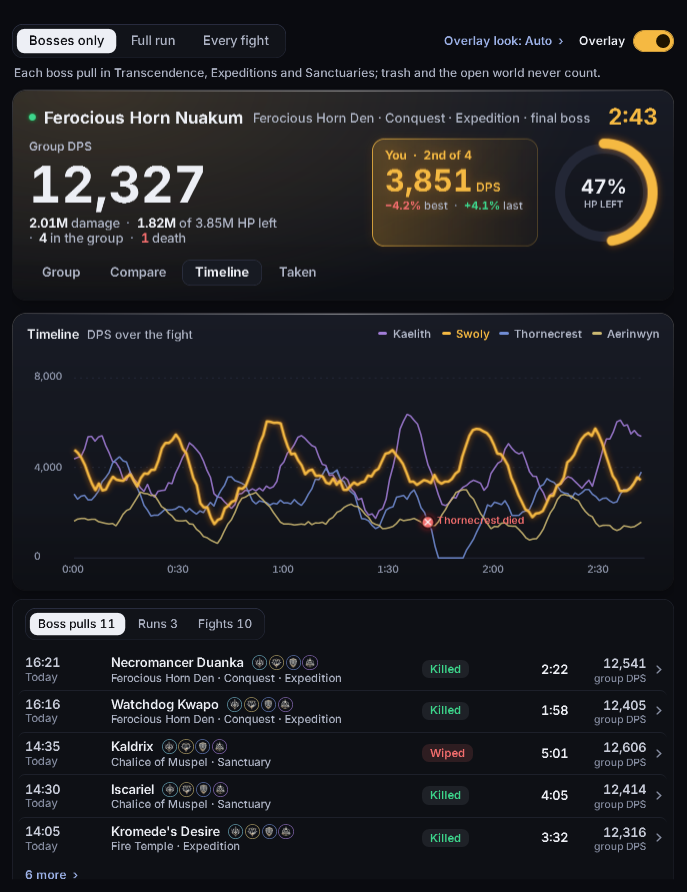 Bosses only Full run Every fight Overlay look: Auto › Overlay
Each boss pull in Transcendence, Expeditions and Sanctuaries; trash and the open world never count.
Ferocious Horn Nuakum Ferocious Horn Den · Conquest · Expedition · final boss 2:43
Group DPS
12,327
2.01M damage · 1.82M of 3.85M HP left
· 4 in the group · 1 death
You · 2nd of 4
3,851 DPS
−4.2% best · +4.1% last
47%
HP LEFT
Group Compare Timeline Taken
Timeline DPS over the fight Kaelith Swoly Thornecrest Aerinwyn
8,000
4,000
Thornecrest died
0
0:00 0:30 1:00 1:30 2:00 2:30
Boss pulls 11 Runs 3 Fights 10
16:21 Necromancer Duanka Killed 2:22 12,541 ›
Today Ferocious Horn Den · Conquest · Expedition group DPS
16:16 Watchdog Kwapo Killed 1:58 12,405 ›
Today Ferocious Horn Den · Conquest · Expedition group DPS
14:35 Kaldrix Wiped 5:01 12,606 ›
Today Chalice of Muspel · Sanctuary group DPS
14:30 Iscariel Killed 4:05 12,414 ›
Today Chalice of Muspel · Sanctuary group DPS
14:05 Kromede's Desire Killed 3:32 12,316 ›
Today Fire Temple · Expedition group DPS
6 more ›